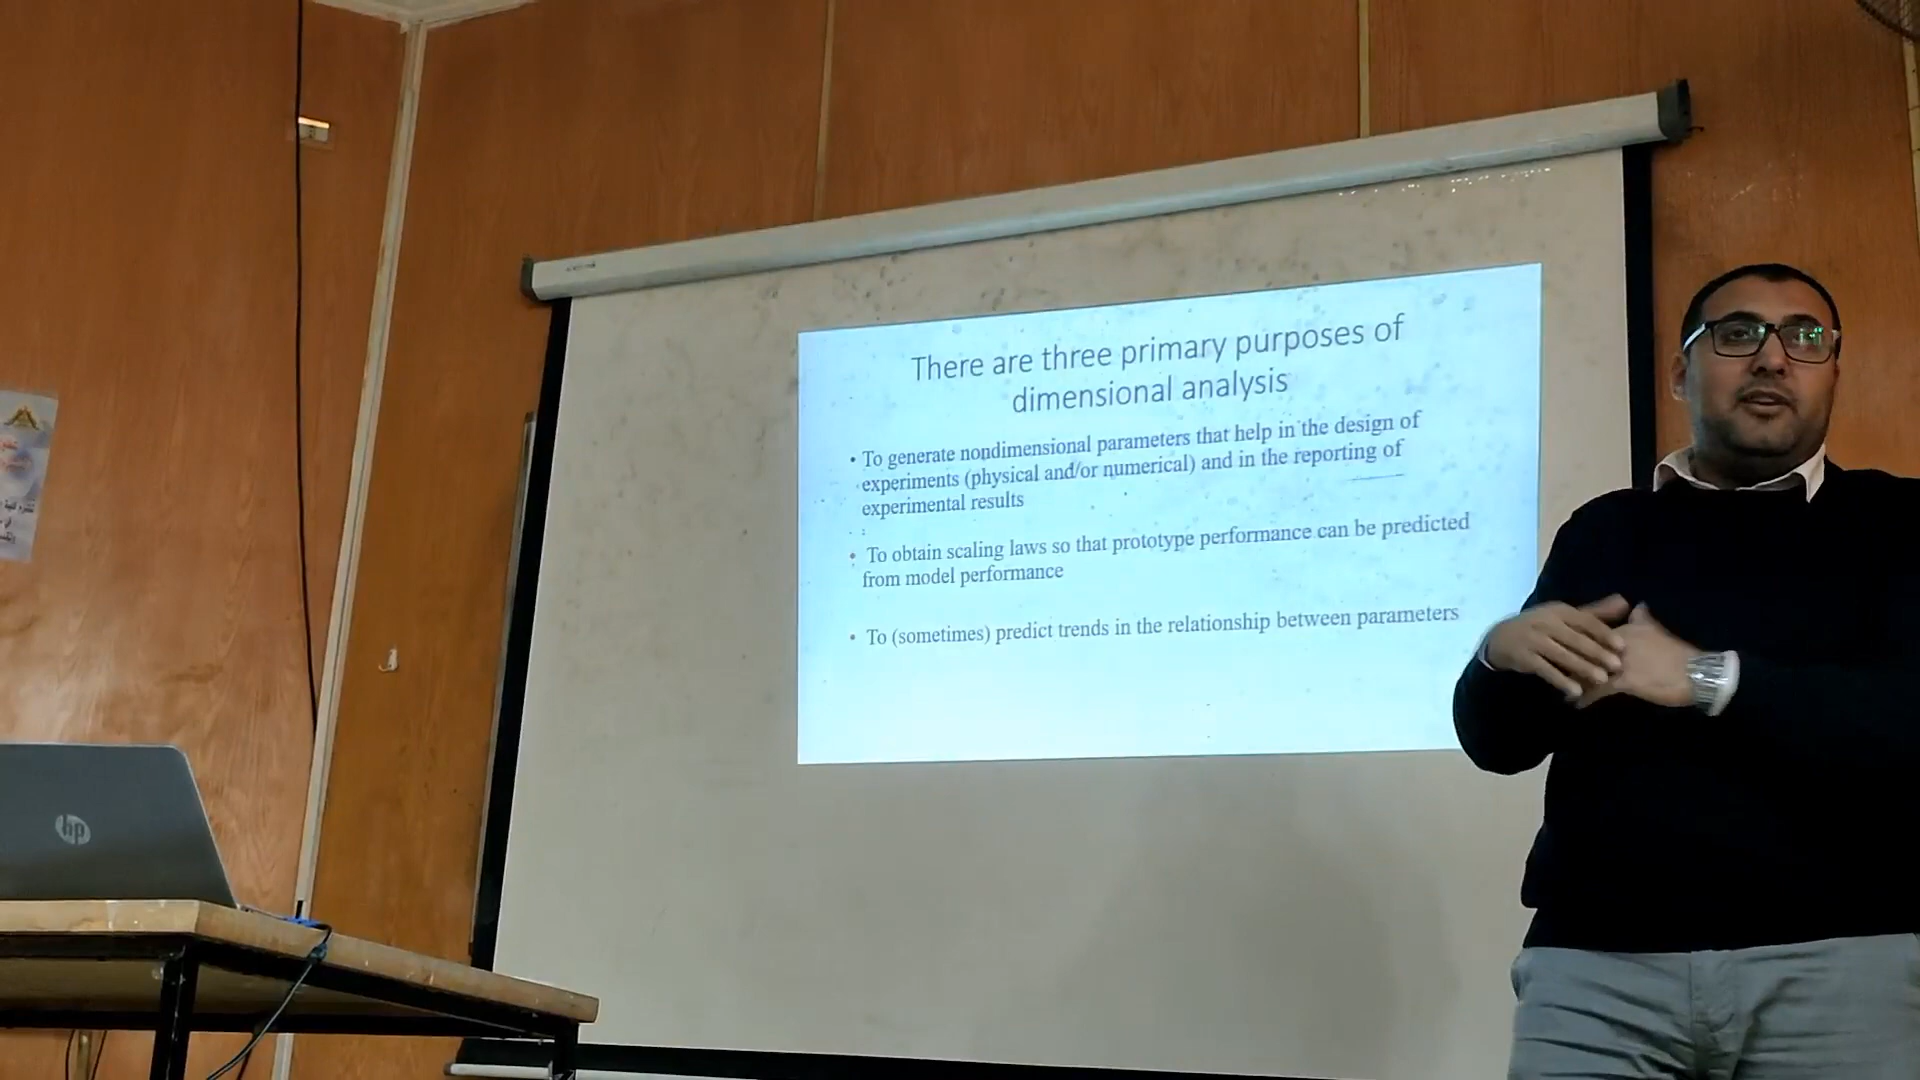 There are three primary purposes of
dimensional analysis
• To generate nondimensional parameters that help in the design of
experiments (physical and/or numerical) and in the reporting of
experimental results
• To obtain scaling laws so that prototype performance can be predicted
from model performance
• To (sometimes) predict trends in the relationship between parameters
hp